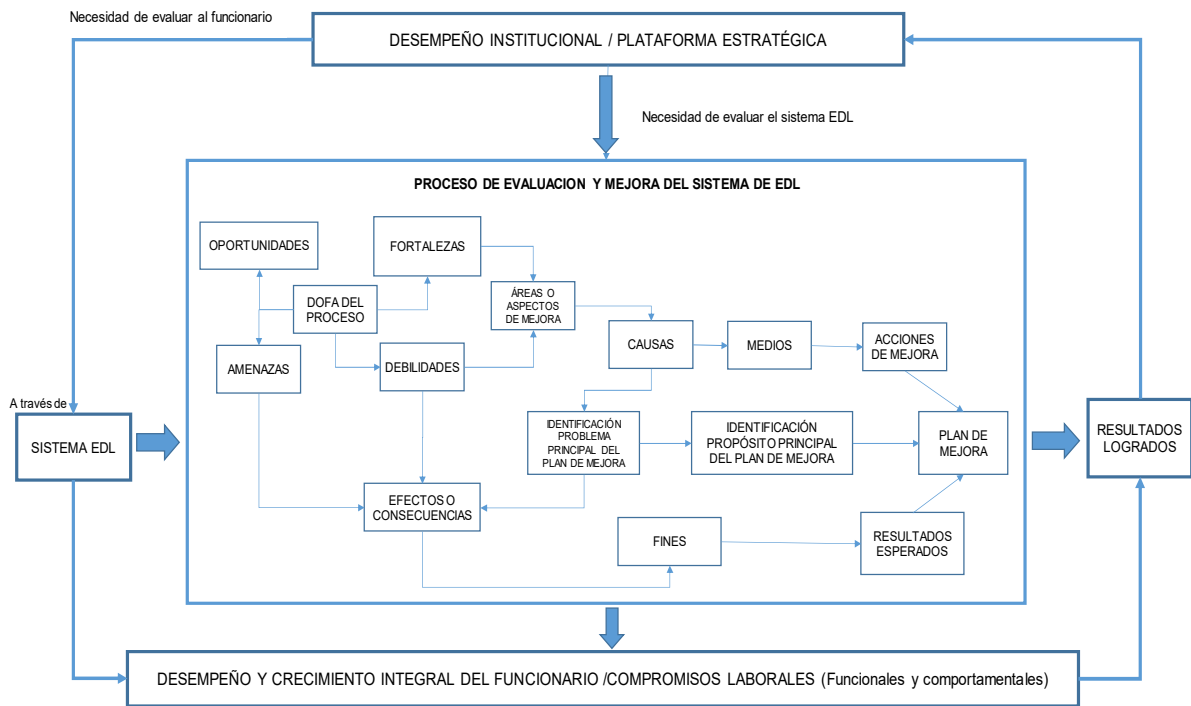 Necesidad de evaluar al funcionario
DESEMPEÑO INSTITUCIONAL / PLATAFORMA ESTRATÉGICA
Necesidad de evaluar el sistema EDL
PROCESO DE EVALUACION Y MEJORA DEL SISTEMA DE EDL
OPORTUNIDADES
FORTALEZAS
DOFA DEL
PROCESO
ÁREAS O
ASPECTOS
DE MEJORA
AMENAZAS
DEBILIDADES
CAUSAS
MEDIOS
ACCIONES
DE MEJORA
A través de
SISTEMA EDL
IDENTIFICACIÓN
PROBLEMA
PRINCIPAL DEL
PLAN DE MEJORA
IDENTIFICACIÓN
PROPÓSITO PRINCIPAL
DEL PLAN DE MEJORA
PLAN DE
MEJORA
RESULTADOS
LOGRADOS
EFECTOS O
CONSECUENCIAS
FINES
RESULTADOS
ESPERADOS
DESEMPEÑO Y CRECIMIENTO INTEGRAL DEL FUNCIONARIO /COMPROMISOS LABORALES (Funcionales y comportamentales)